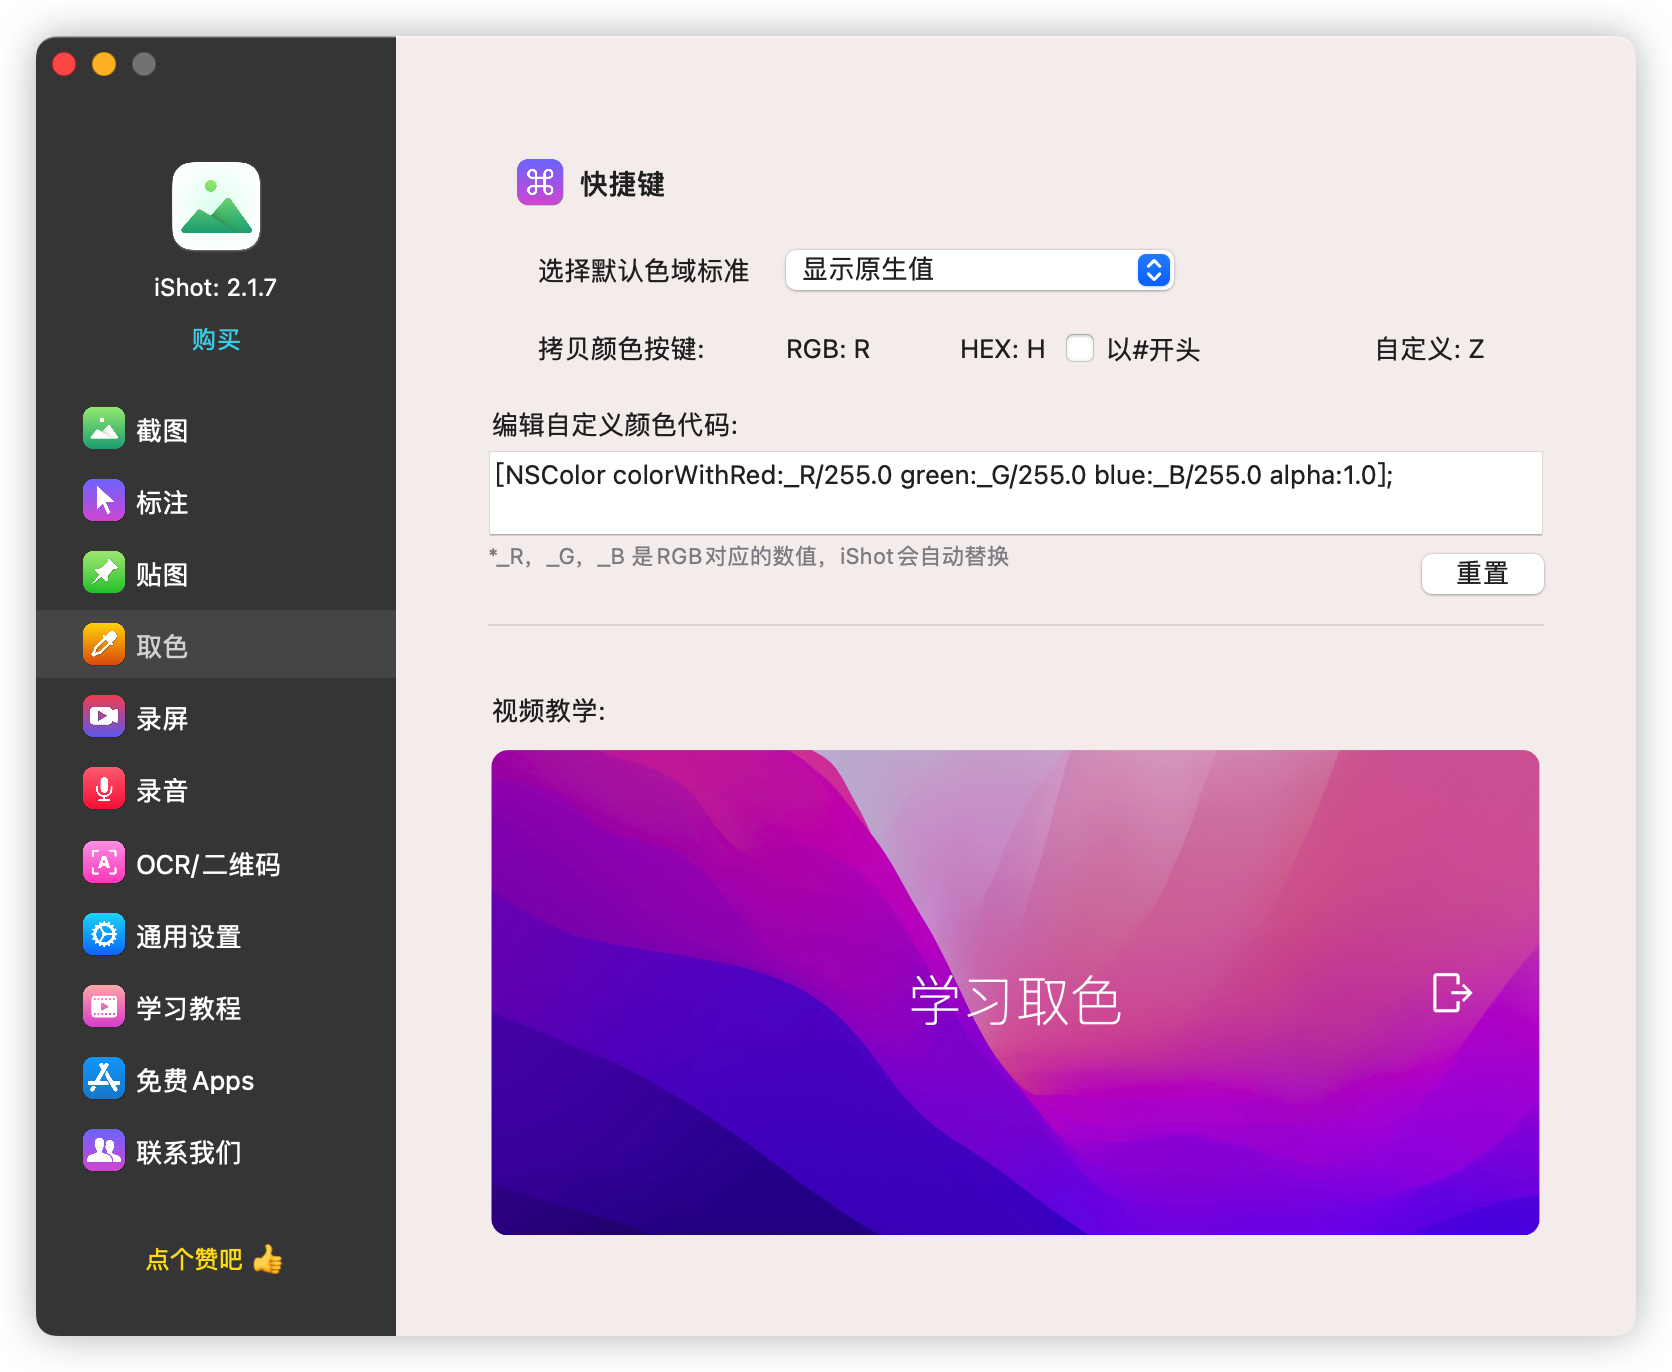 iShot: 2.1.7
购买
截图
标注
贴图
取色
录屏
录音
OCR/二维码
通用设置
学习教程
免费Apps
联系我们
点个赞吧 👍
快捷键
选择默认色域标准 显示原生值
拷贝颜色按键: RGB: R HEX: H 以#开头 自定义: Z
编辑自定义颜色代码:
[NSColor colorWithRed:_R/255.0 green:_G/255.0 blue:_B/255.0 alpha:1.0];
*_R，_G，_B 是RGB对应的数值，iShot会自动替换
重置
视频教学:
学习取色